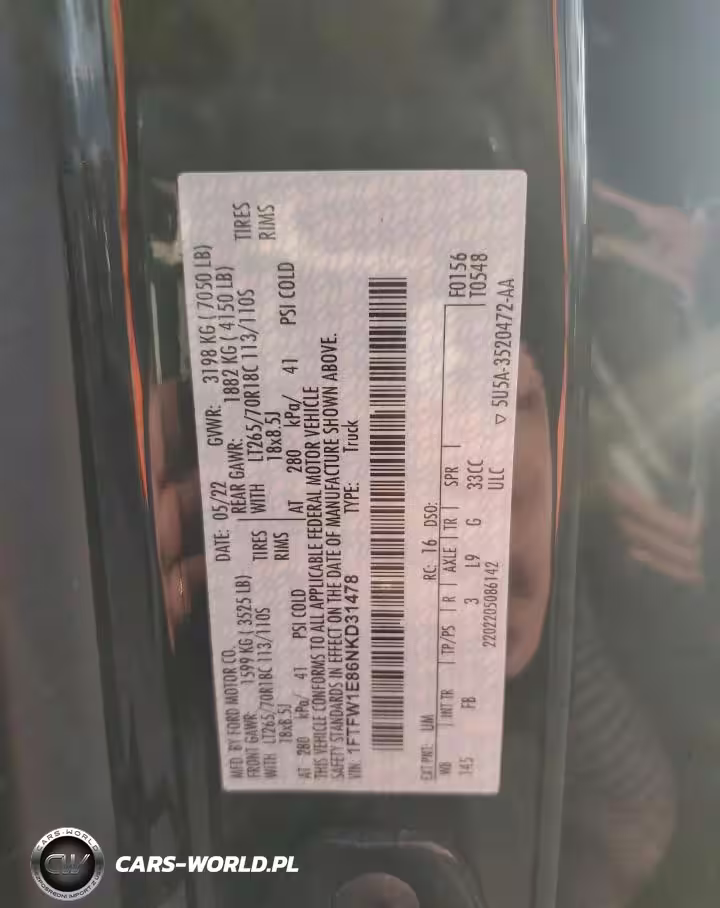 MFD. BY FORD MOTOR CO.
DATE: 05/22 GVWR: 3198 KG ( 7050 LB)
FRONT GAWR: 1599 KG ( 3525 LB)
REAR GAWR: 1882 KG ( 4150 LB)
WITH LT265/70R18C 113/110S TIRES
WITH LT265/70R18C 113/110S TIRES
18x8.5J RIMS
18x8.5J RIMS
AT 280 kPa/ 41 PSI COLD
AT 280 kPa/ 41 PSI COLD
THIS VEHICLE CONFORMS TO ALL APPLICABLE FEDERAL MOTOR VEHICLE
SAFETY STANDARDS IN EFFECT ON THE DATE OF MANUFACTURE SHOWN ABOVE.
VIN: 1FTFW1E86NKD31478 TYPE: Truck
EXT PNT: UM RC: 16 DSO: F0156
T0548
WB INT TR TP/PS R AXLE TR SPR
145 FB 3 L9 G 33CC
2202205086142 ULC
▽ 5U5A-3520472-AA
CARS-WORLD
CW
CARS-WORLD.PL